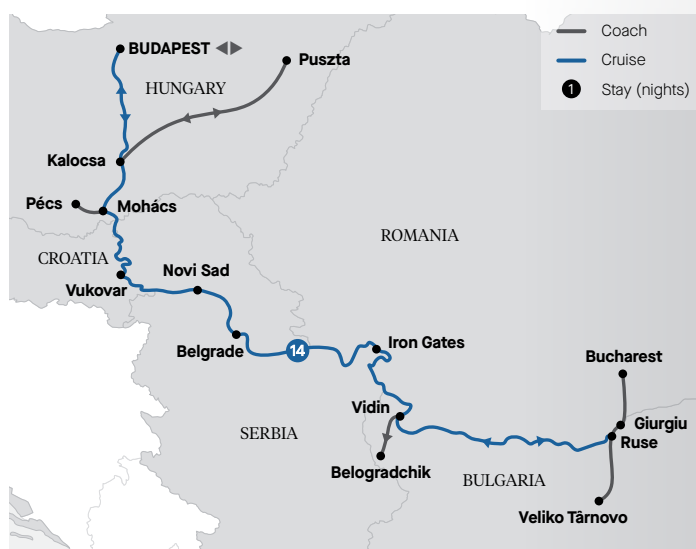 Coach
Cruise
1 Stay (nights)
BUDAPEST
Puszta
HUNGARY
Kalocsa
Pécs
Mohács
ROMANIA
CROATIA
Novi Sad
Vukovar
Iron Gates
Belgrade
14
Bucharest
Vidin
Giurgiu
SERBIA
Ruse
Belogradchik
BULGARIA
Veliko Târnovo